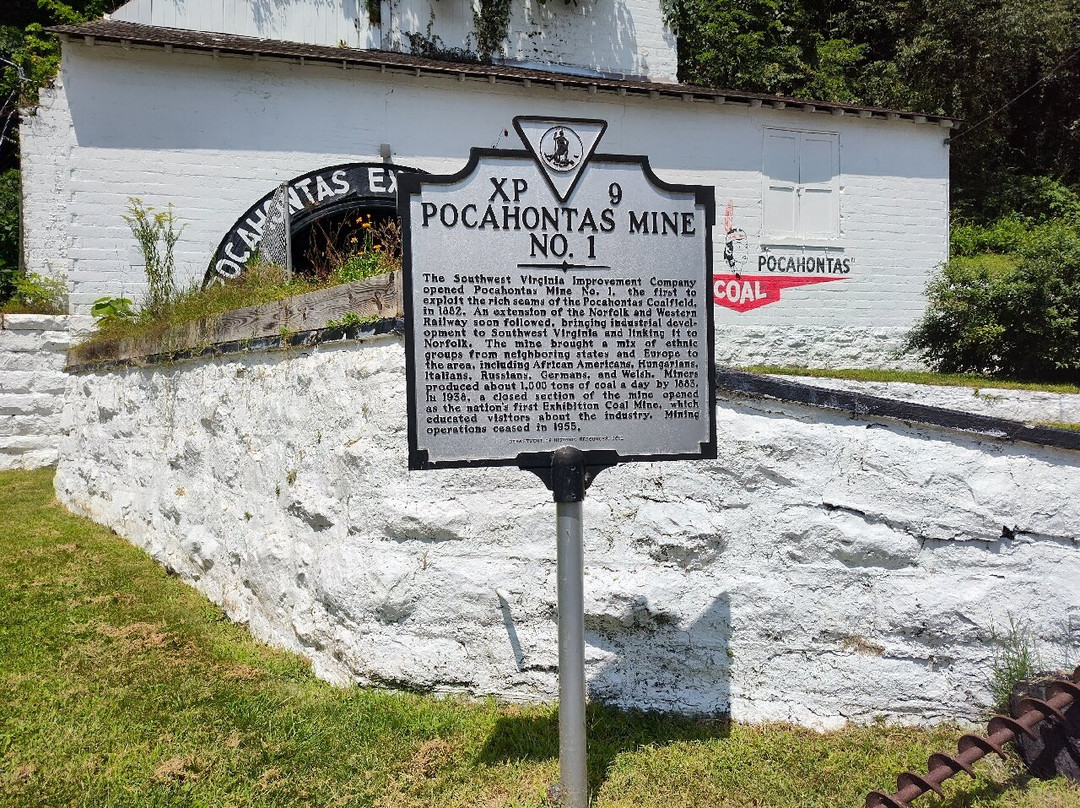 POCAHONTAS EX
XP 9
POCAHONTAS MINE
NO. 1
The Southwest Virginia Improvement Company
opened Pocahontas Mine No. 1, the first to
exploit the rich seams of the Pocahontas Coalfield,
in 1882. An extension of the Norfolk and Western
Railway soon followed, bringing industrial devel-
opment to Southwest Virginia and linking it to
Norfolk. The mine brought a mix of ethnic
groups from neighboring states and Europe to
the area, including African Americans, Hungarians,
Italians, Russians, Germans, and Welsh. Miners
produced about 1,000 tons of coal a day by 1883.
In 1938, a closed section of the mine opened
as the nation's first Exhibition Coal Mine, which
educated visitors about the industry. Mining
operations ceased in 1955.
DEPARTMENT OF HISTORIC RESOURCES,
POCAHONTAS"
COAL